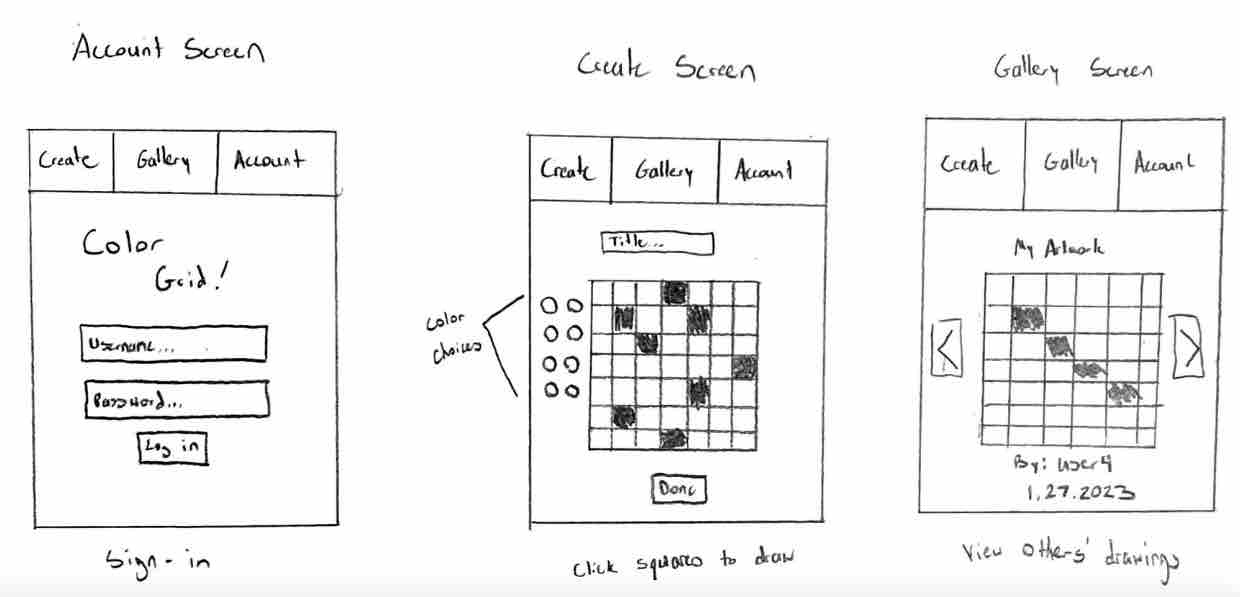 Account Screen
Create
Gallery
Account
Color
Grid!
Username...
Password...
Log in
Sign-in
Create Screen
Create
Gallery
Account
Title...
color
choices
Done
Click squares to draw
Gallery Screen
Create
Gallery
Account
My Artwork
<
>
By: user4
1.27.2023
View others' drawings